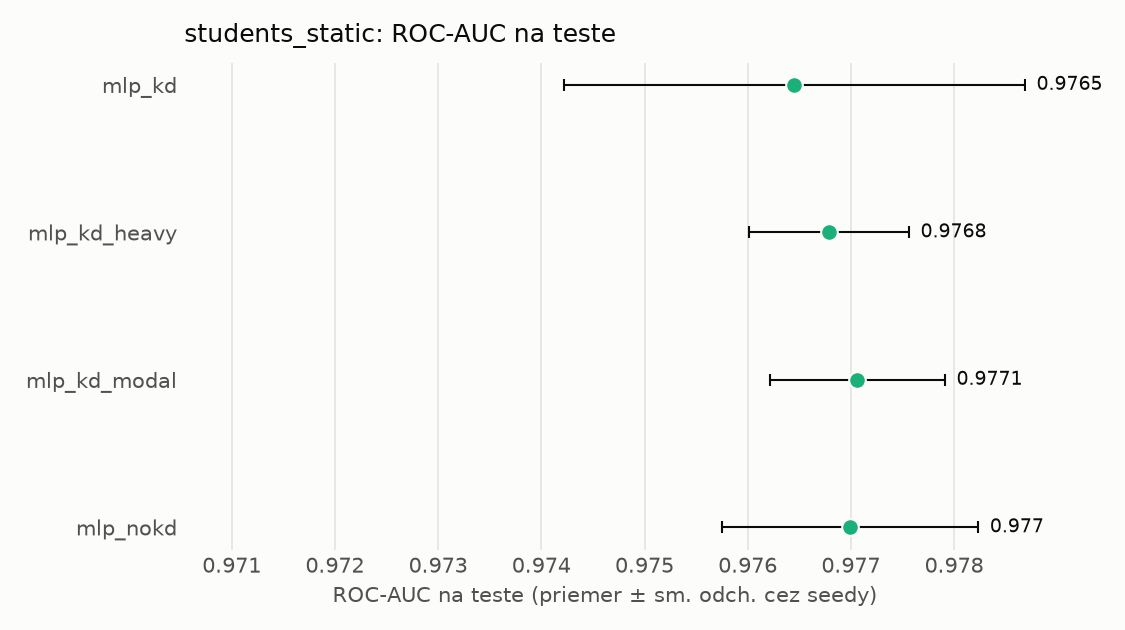 students_static: ROC-AUC na teste
mlp_kd
0.9765
mlp_kd_heavy
0.9768
mlp_kd_modal
0.9771
mlp_nokd
0.977
0.971 0.972 0.973 0.974 0.975 0.976 0.977 0.978
ROC-AUC na teste (priemer ± sm. odch. cez seedy)